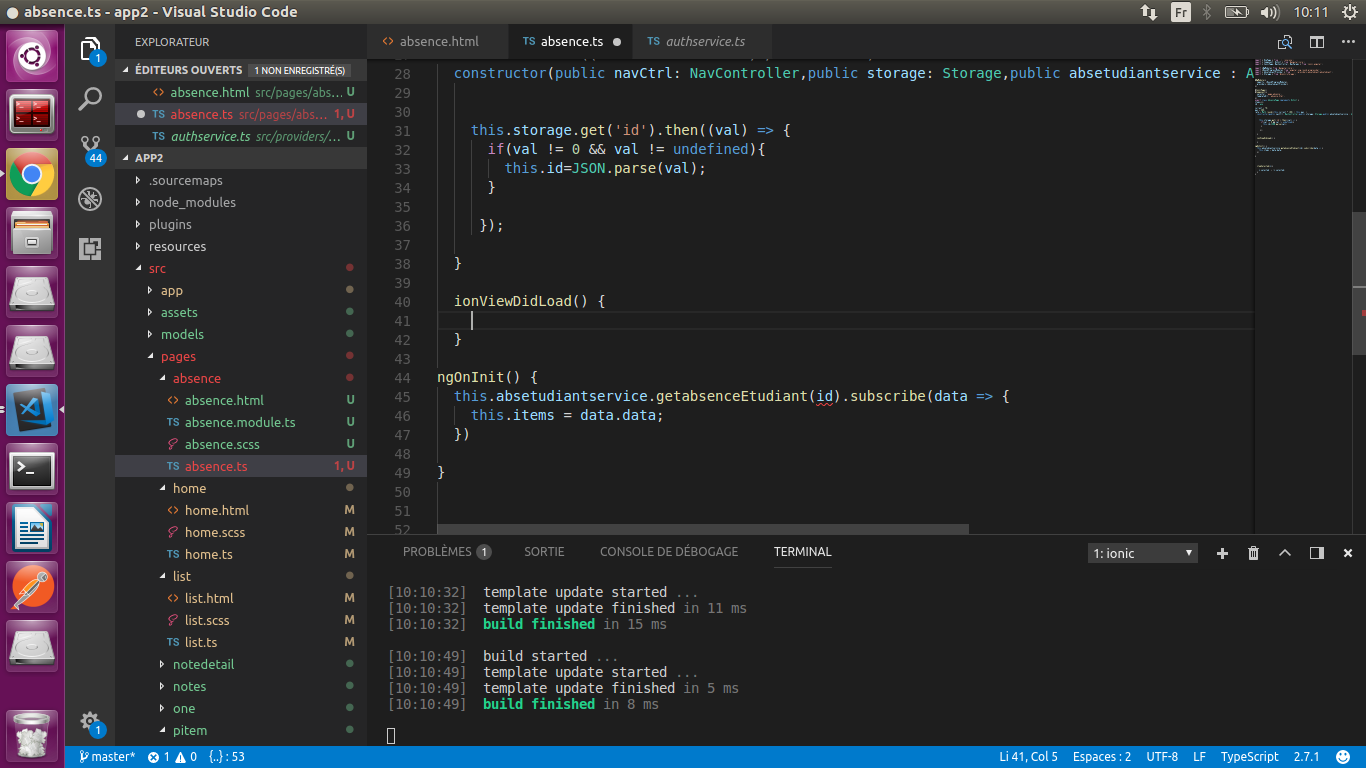 absence.ts - app2 - Visual Studio Code
Fr
10:11
EXPLORATEUR
absence.html
TS absence.ts
TS authservice.ts
ÉDITEURS OUVERTS 1 NON ENREGISTRÉ(S)
absence.html src/pages/abs... U
TS absence.ts src/pages/abs... 1, U
TS authservice.ts src/providers/... U
APP2
.sourcemaps
node_modules
plugins
resources
src
app
assets
models
pages
absence
absence.html U
TS absence.module.ts U
absence.scss U
TS absence.ts 1, U
home
home.html M
home.scss M
TS home.ts M
list
list.html M
list.scss M
TS list.ts M
notedetail
notes
one
pitem
1
44
1
28 constructor(public navCtrl: NavController,public storage: Storage,public absetudiantservice : A
29
30
31 this.storage.get('id').then((val) => {
32 if(val != 0 && val != undefined){
33 this.id=JSON.parse(val);
34 }
35
36 });
37
38 }
39
40 ionViewDidLoad() {
41
42 }
43
44 ngOnInit() {
45 this.absetudiantservice.getabsenceEtudiant(id).subscribe(data => {
46 this.items = data.data;
47 })
48
49 }
50
51
52
PROBLÈMES 1 SORTIE CONSOLE DE DÉBOGAGE TERMINAL 1: ionic
[10:10:32] template update started ...
[10:10:32] template update finished in 11 ms
[10:10:32] build finished in 15 ms
[10:10:49] build started ...
[10:10:49] template update started ...
[10:10:49] template update finished in 5 ms
[10:10:49] build finished in 8 ms
master* 1 0 {..} : 53 Li 41, Col 5 Espaces : 2 UTF-8 LF TypeScript 2.7.1